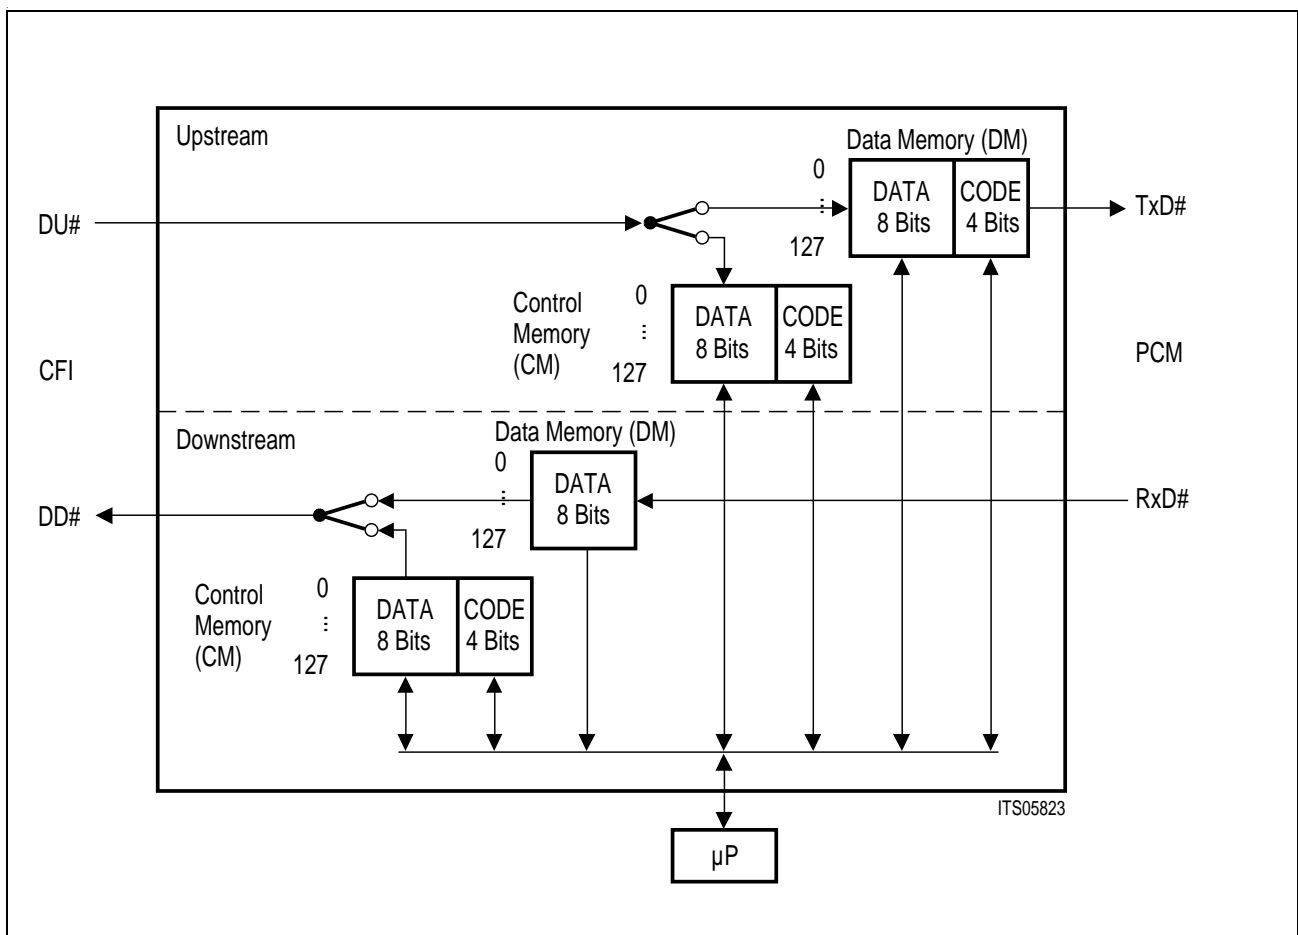 Upstream
Data Memory (DM)
0
⋮
127
DATA
8 Bits
CODE
4 Bits
DU#
TxD#
Control
Memory
(CM)
0
⋮
127
DATA
8 Bits
CODE
4 Bits
CFI
PCM
Downstream
Data Memory (DM)
0
⋮
127
DATA
8 Bits
DD#
RxD#
Control
Memory
(CM)
0
⋮
127
DATA
8 Bits
CODE
4 Bits
ITS05823
µP